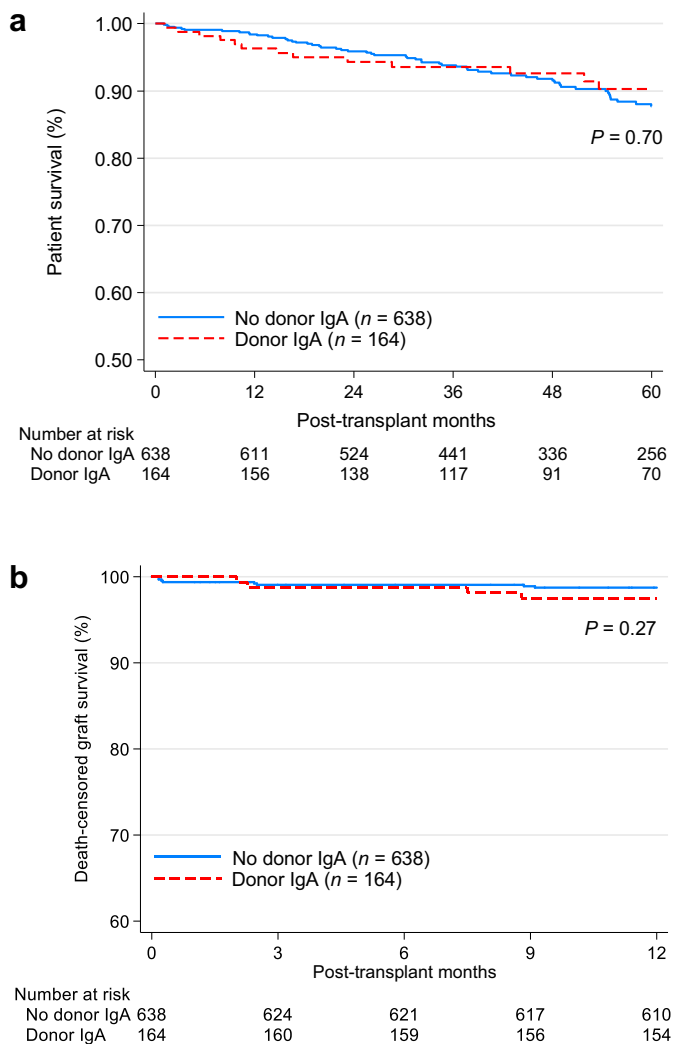 a
Patient survival (%)
1.00
0.90
0.80
0.70
0.60
0.50
P = 0.70
No donor IgA (n = 638)
Donor IgA (n = 164)
0 12 24 36 48 60
Post-transplant months
Number at risk
No donor IgA 638 611 524 441 336 256
Donor IgA 164 156 138 117 91 70
b
Death-censored graft survival (%)
100
90
80
70
60
P = 0.27
No donor IgA (n = 638)
Donor IgA (n = 164)
0 3 6 9 12
Post-transplant months
Number at risk
No donor IgA 638 624 621 617 610
Donor IgA 164 160 159 156 154